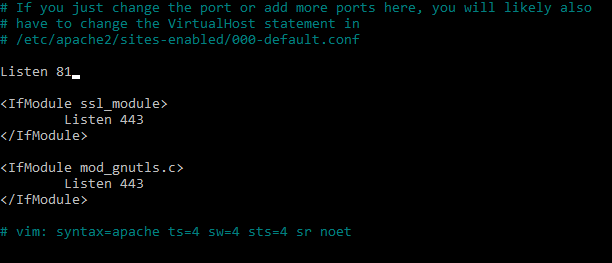 # If you just change the port or add more ports here, you will likely also
# have to change the VirtualHost statement in
# /etc/apache2/sites-enabled/000-default.conf
Listen 81
<IfModule ssl_module>
Listen 443
</IfModule>
<IfModule mod_gnutls.c>
Listen 443
</IfModule>
# vim: syntax=apache ts=4 sw=4 sts=4 sr noet